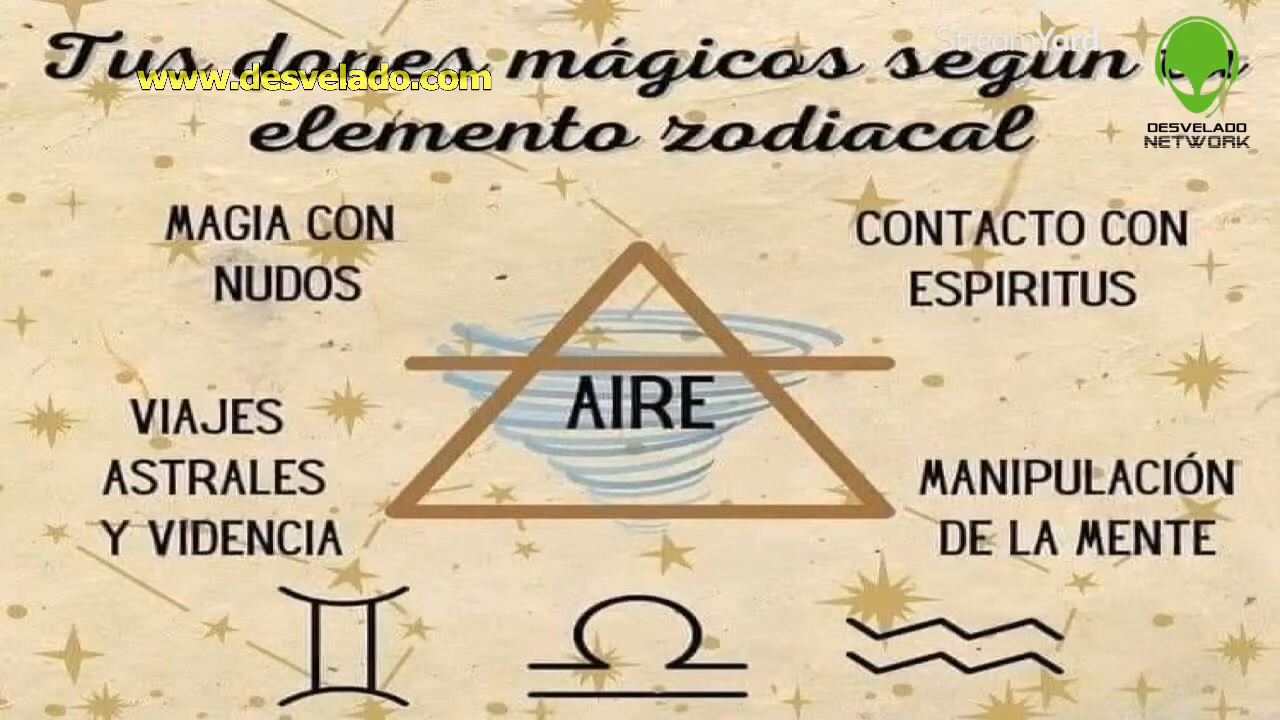 StreamYard
Tus dones mágicos según
www.desvelado.com
elemento zodiacal
DESVELADO
NETWORK
MAGIA CON
NUDOS
CONTACTO CON
ESPIRITUS
AIRE
VIAJES
ASTRALES
Y VIDENCIA
MANIPULACIÓN
DE LA MENTE